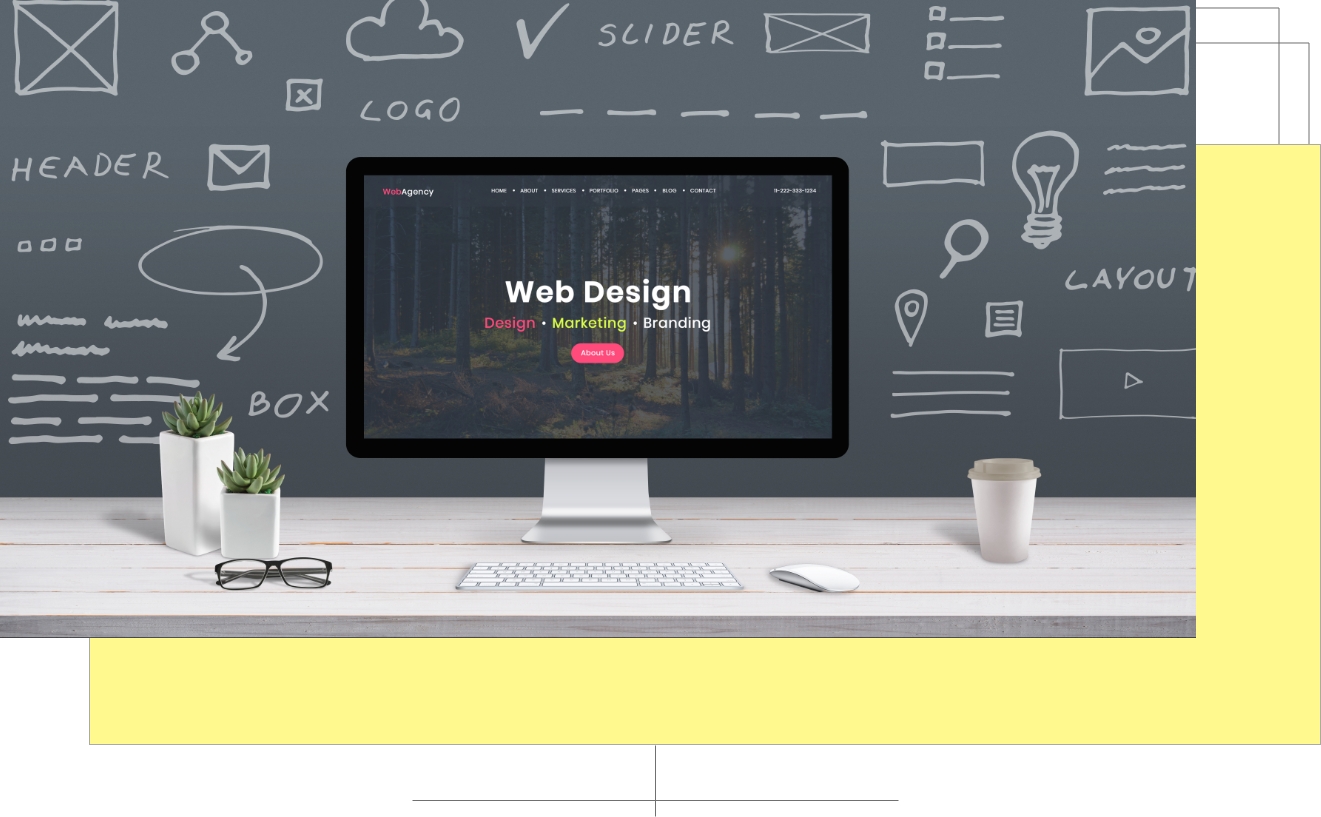 SLIDER
LOGO
HEADER
WebAgency
HOME • ABOUT • SERVICES • PORTFOLIO • PAGES • BLOG • CONTACT
11-222-333-1234
Web Design
Design • Marketing • Branding
About Us
LAYOUT
BOX